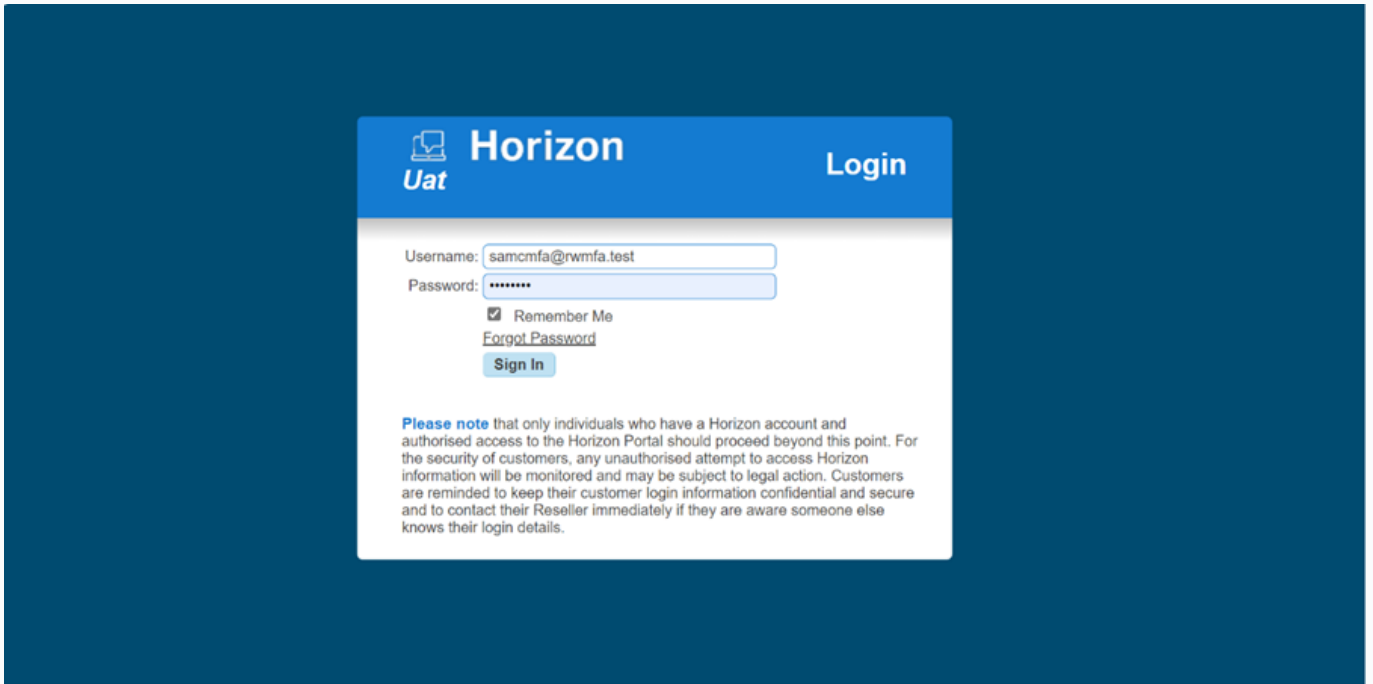 Horizon
Uat
Login
Username: samcmfa@rwmfa.test
Password: ••••••••
Remember Me
Forgot Password
Sign In
Please note that only individuals who have a Horizon account and
authorised access to the Horizon Portal should proceed beyond this point. For
the security of customers, any unauthorised attempt to access Horizon
information will be monitored and may be subject to legal action. Customers
are reminded to keep their customer login information confidential and secure
and to contact their Reseller immediately if they are aware someone else
knows their login details.